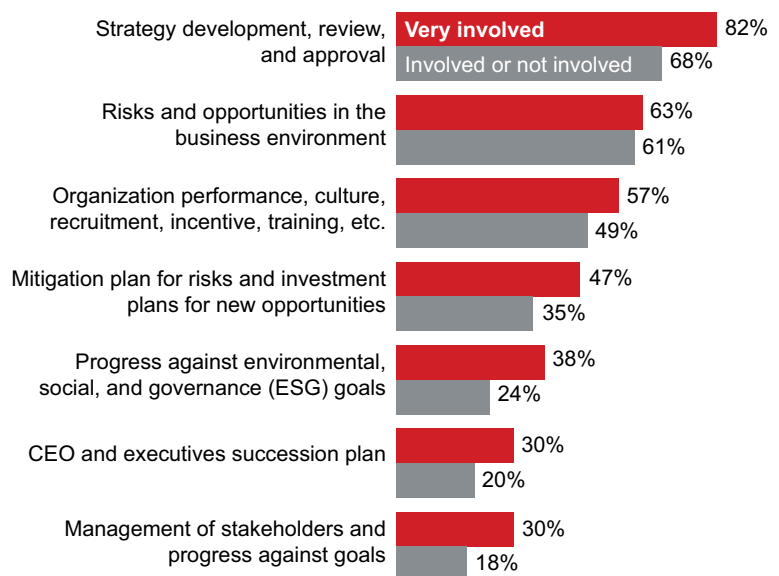 Strategy development, review,
and approval
Very involved
82%
Involved or not involved
68%
Risks and opportunities in the
business environment
63%
61%
Organization performance, culture,
recruitment, incentive, training, etc.
57%
49%
Mitigation plan for risks and investment
plans for new opportunities
47%
35%
Progress against environmental,
social, and governance (ESG) goals
38%
24%
CEO and executives succession plan
30%
20%
Management of stakeholders and
progress against goals
30%
18%